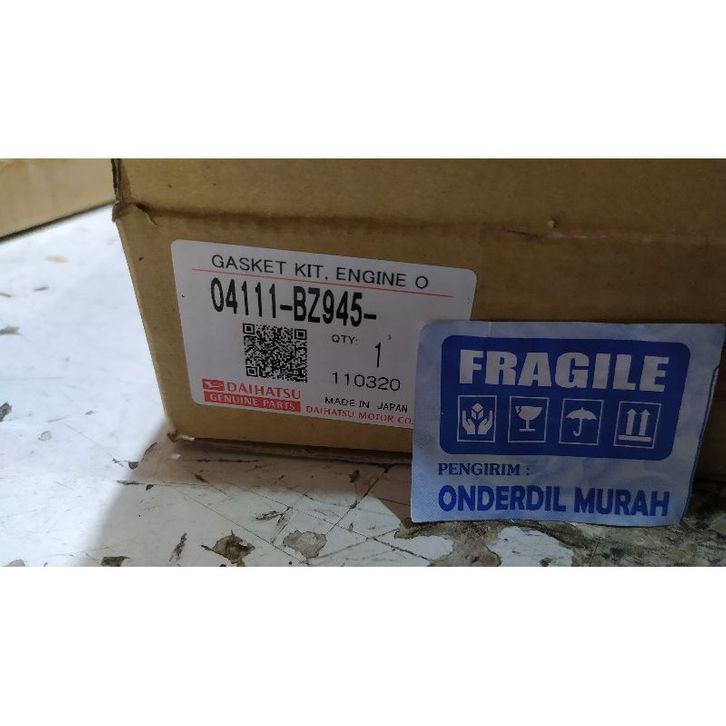 GASKET KIT, ENGINE O
04111-BZ945-
QTY: 1
110320
DAIHATSU
GENUINE PARTS
MADE IN JAPAN
DAIHATSU MOTOR CO.
FRAGILE
PENGIRIM :
ONDERDIL MURAH